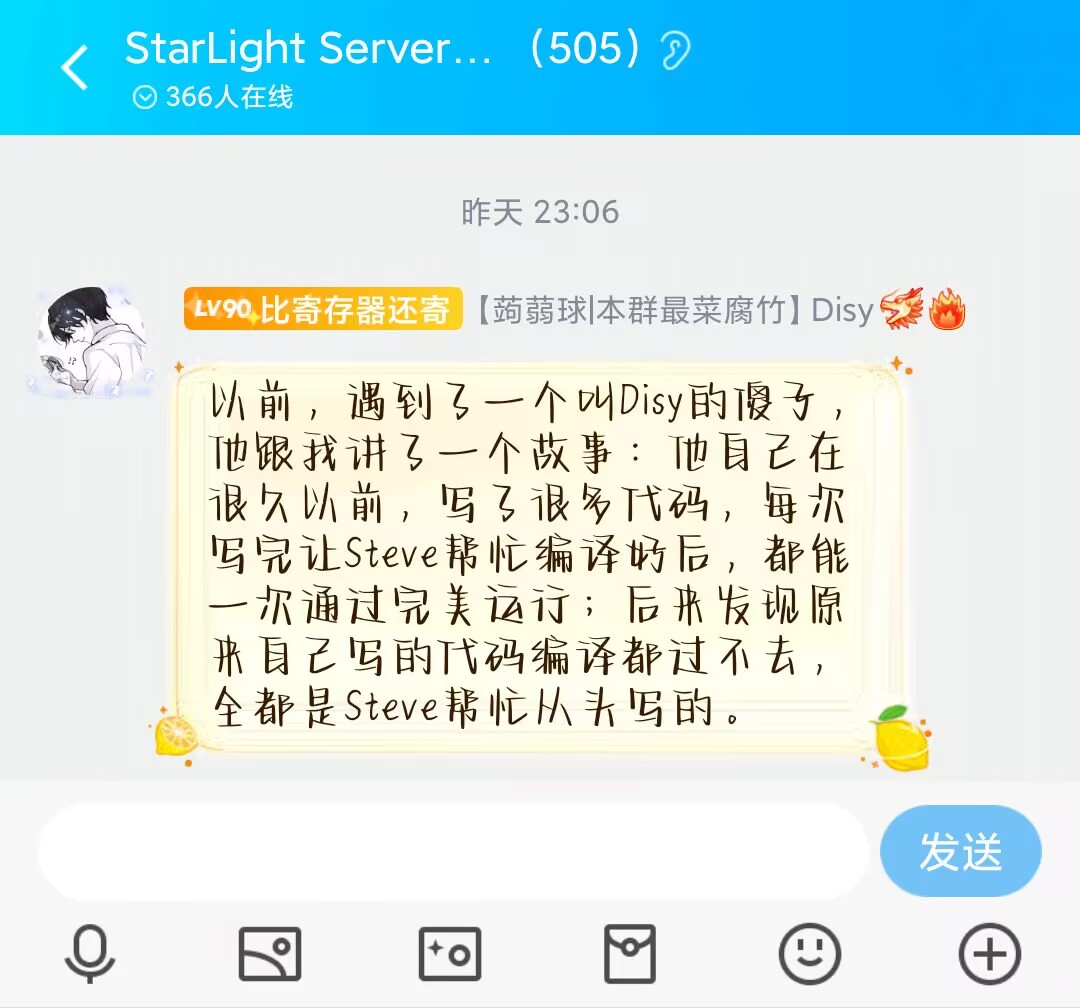 StarLight Server... （505）
366人在线
昨天 23:06
LV90 比寄存器还寄 【蒟蒻球|本群最菜腐竹】Disy🐲🔥
以前，遇到了一个叫Disy的傻子，
他跟我讲了一个故事：他自己在
很久以前，写了很多代码，每次
写完让Steve帮忙编译好后，都能
一次通过完美运行；后来发现原
来自己写的代码编译都过不去，
全都是Steve帮忙从头写的。
发送